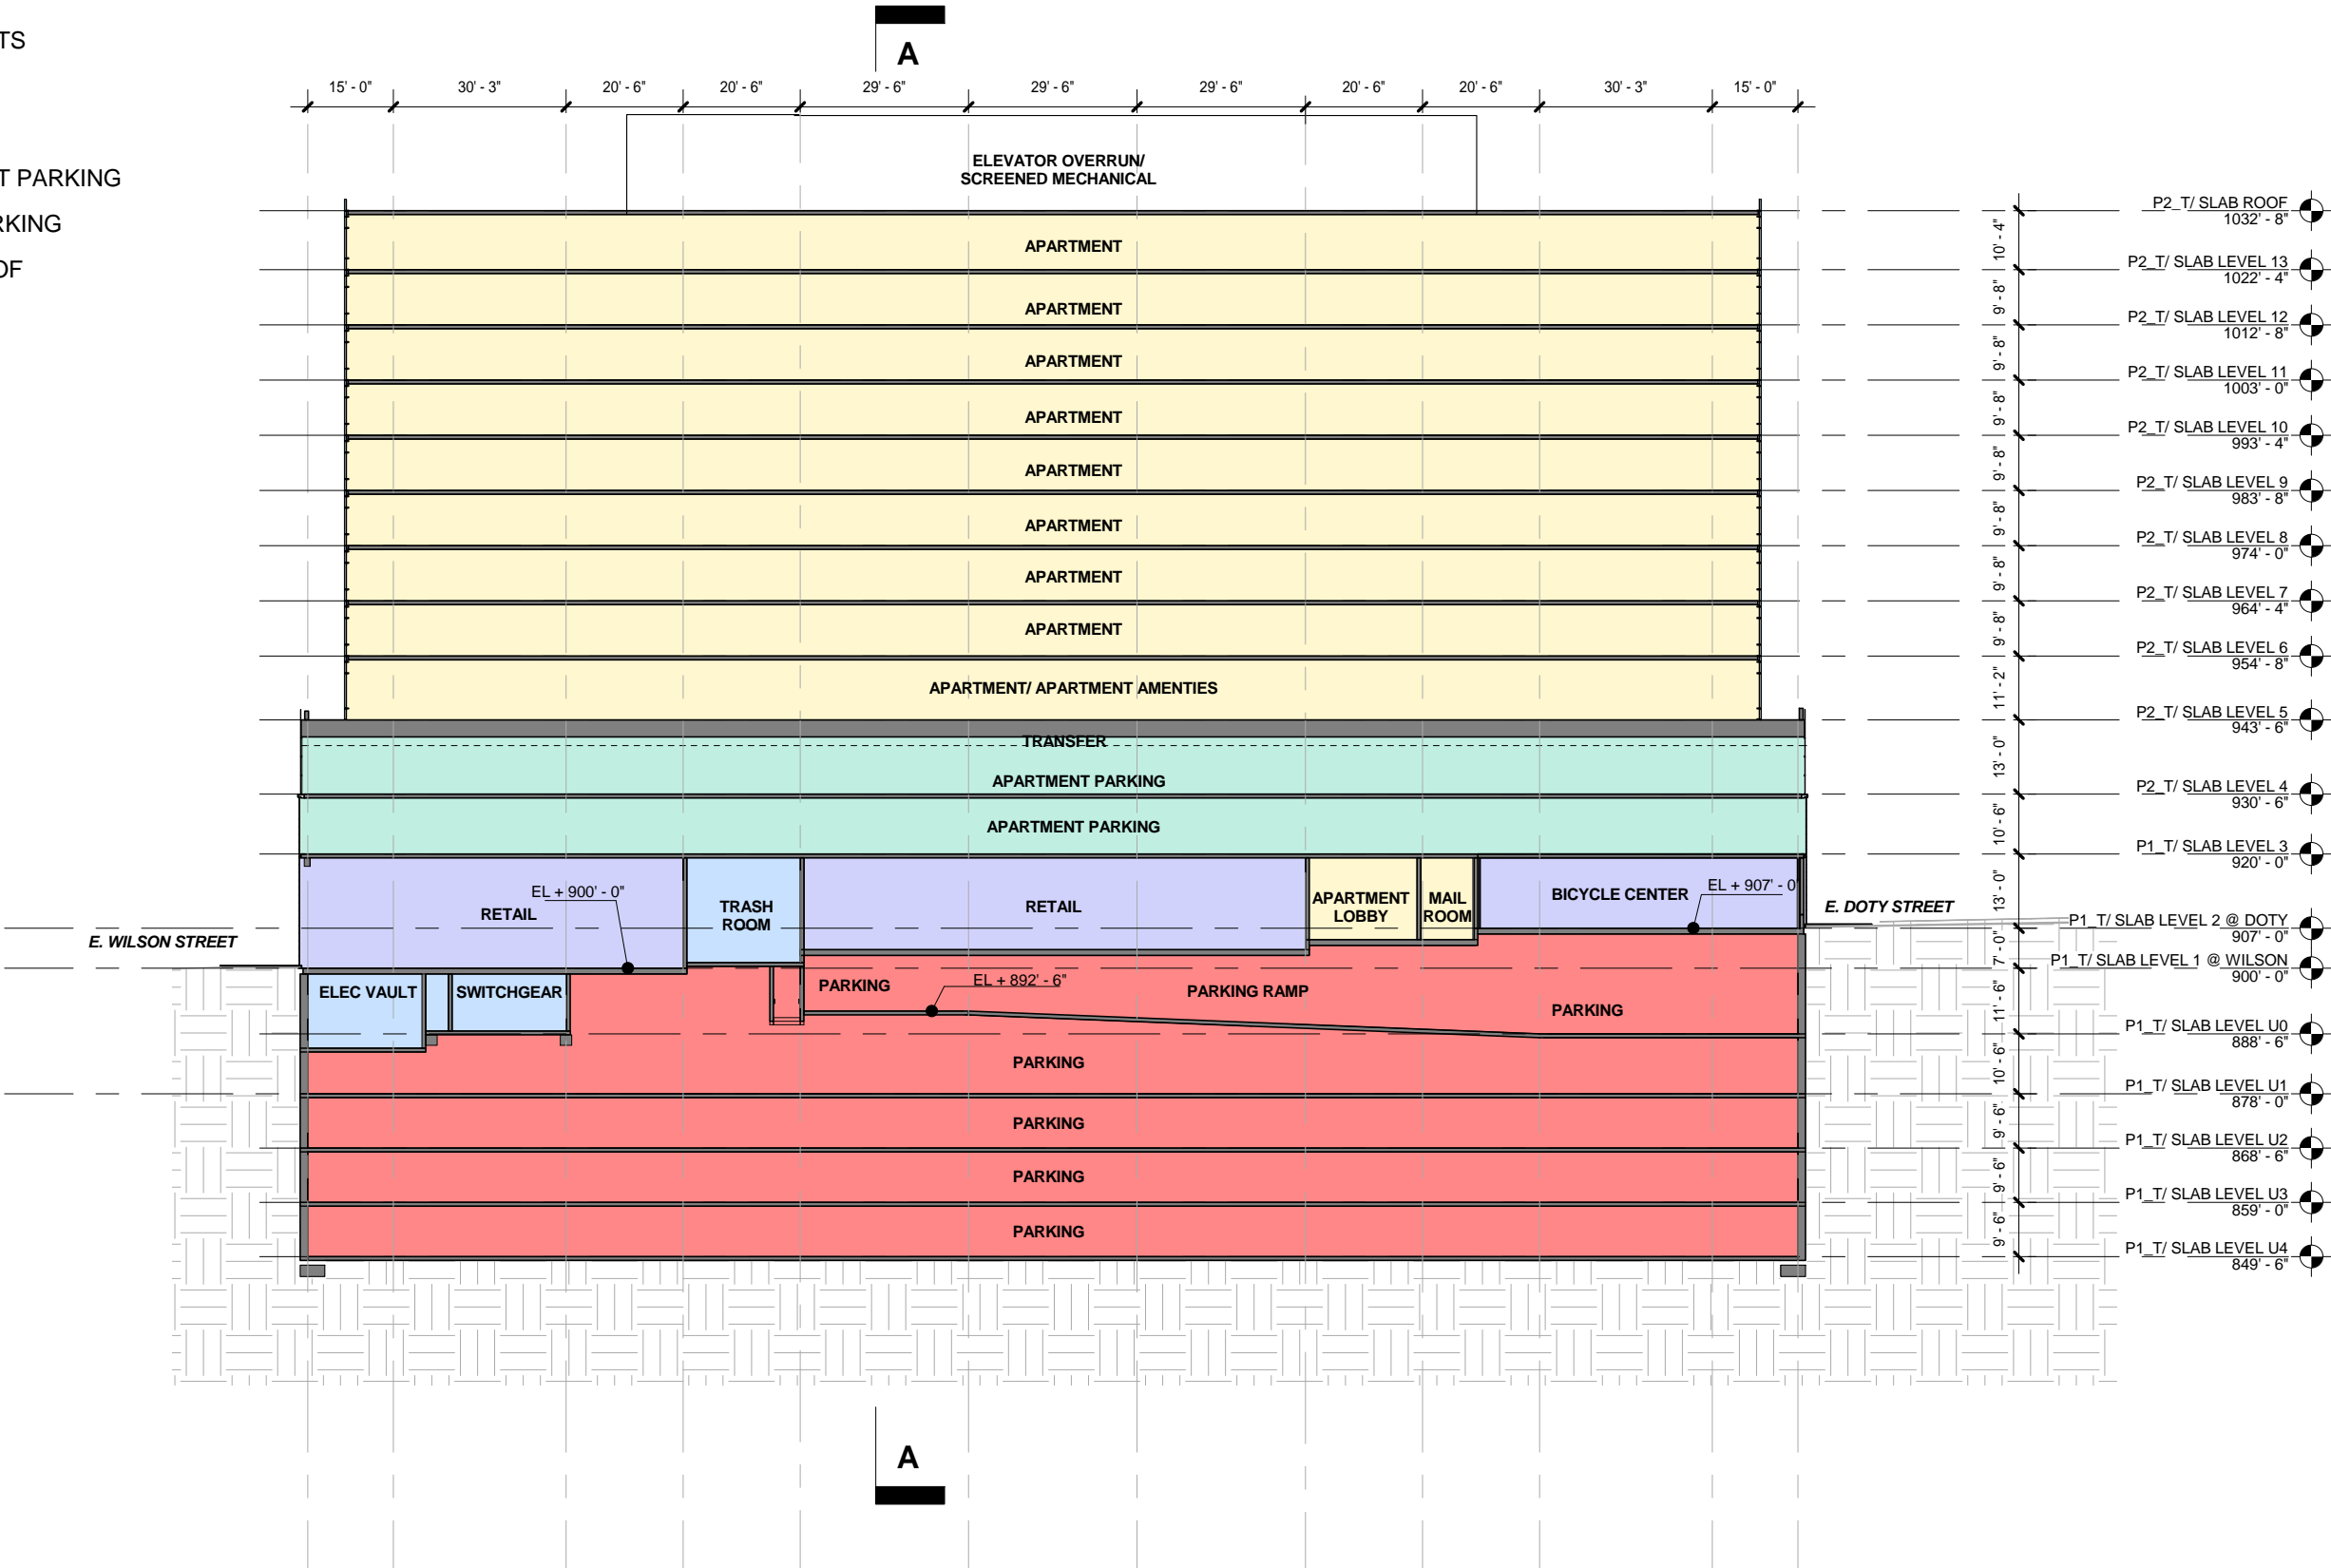 TS
T PARKING
RKING
OF
A
15' - 0"
30' - 3"
20' - 6"
20' - 6"
29' - 6"
29' - 6"
29' - 6"
20' - 6"
20' - 6"
30' - 3"
15' - 0"
ELEVATOR OVERRUN/
SCREENED MECHANICAL
APARTMENT
APARTMENT
APARTMENT
APARTMENT
APARTMENT
APARTMENT
APARTMENT
APARTMENT
APARTMENT/ APARTMENT AMENTIES
TRANSFER
APARTMENT PARKING
APARTMENT PARKING
EL + 900' - 0"
RETAIL
TRASH
ROOM
RETAIL
APARTMENT
LOBBY
MAIL
ROOM
BICYCLE CENTER
EL + 907' - 0
E. WILSON STREET
E. DOTY STREET
ELEC VAULT
SWITCHGEAR
PARKING
EL + 892' - 6"
PARKING RAMP
PARKING
PARKING
PARKING
PARKING
PARKING
10' - 4"
9' - 8"
9' - 8"
9' - 8"
9' - 8"
9' - 8"
9' - 8"
9' - 8"
11' - 2"
13' - 0"
10' - 6"
13' - 0"
7' - 0"
11' - 6"
10' - 6"
9' - 6"
9' - 6"
9' - 6"
P2_T/ SLAB ROOF
1032' - 8"
P2_T/ SLAB LEVEL 13
1022' - 4"
P2_T/ SLAB LEVEL 12
1012' - 8"
P2_T/ SLAB LEVEL 11
1003' - 0"
P2_T/ SLAB LEVEL 10
993' - 4"
P2_T/ SLAB LEVEL 9
983' - 8"
P2_T/ SLAB LEVEL 8
974' - 0"
P2_T/ SLAB LEVEL 7
964' - 4"
P2_T/ SLAB LEVEL 6
954' - 8"
P2_T/ SLAB LEVEL 5
943' - 6"
P2_T/ SLAB LEVEL 4
930' - 6"
P1_T/ SLAB LEVEL 3
920' - 0"
P1_T/ SLAB LEVEL 2 @ DOTY
907' - 0"
P1_T/ SLAB LEVEL 1 @ WILSON
900' - 0"
P1_T/ SLAB LEVEL U0
888' - 6"
P1_T/ SLAB LEVEL U1
878' - 0"
P1_T/ SLAB LEVEL U2
868' - 6"
P1_T/ SLAB LEVEL U3
859' - 0"
P1_T/ SLAB LEVEL U4
849' - 6"
A